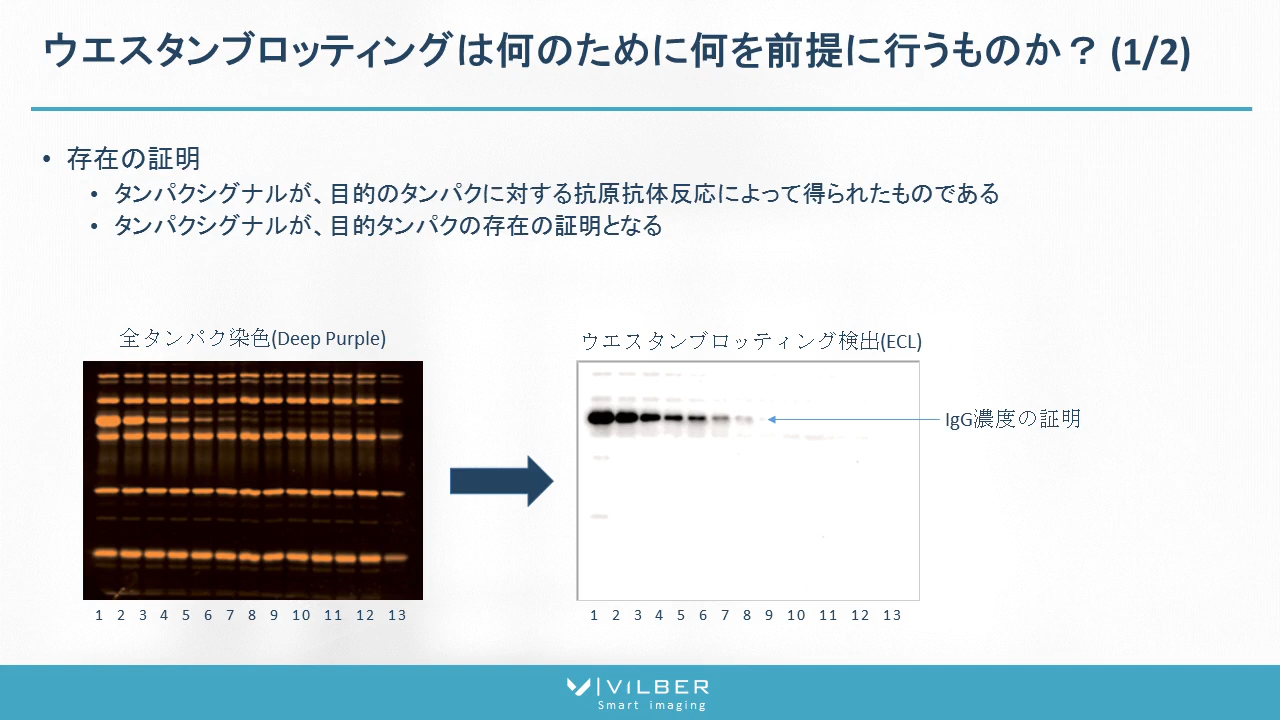 ウエスタンブロッティングは何のために何を前提に行うものか？ (1/2)
• 存在の証明
• タンパクシグナルが、目的のタンパクに対する抗原抗体反応によって得られたものである
• タンパクシグナルが、目的タンパクの存在の証明となる
全タンパク染色(Deep Purple)
ウエスタンブロッティング検出(ECL)
IgG濃度の証明
1 2 3 4 5 6 7 8 9 10 11 12 13
1 2 3 4 5 6 7 8 9 10 11 12 13
VILBER
Smart imaging